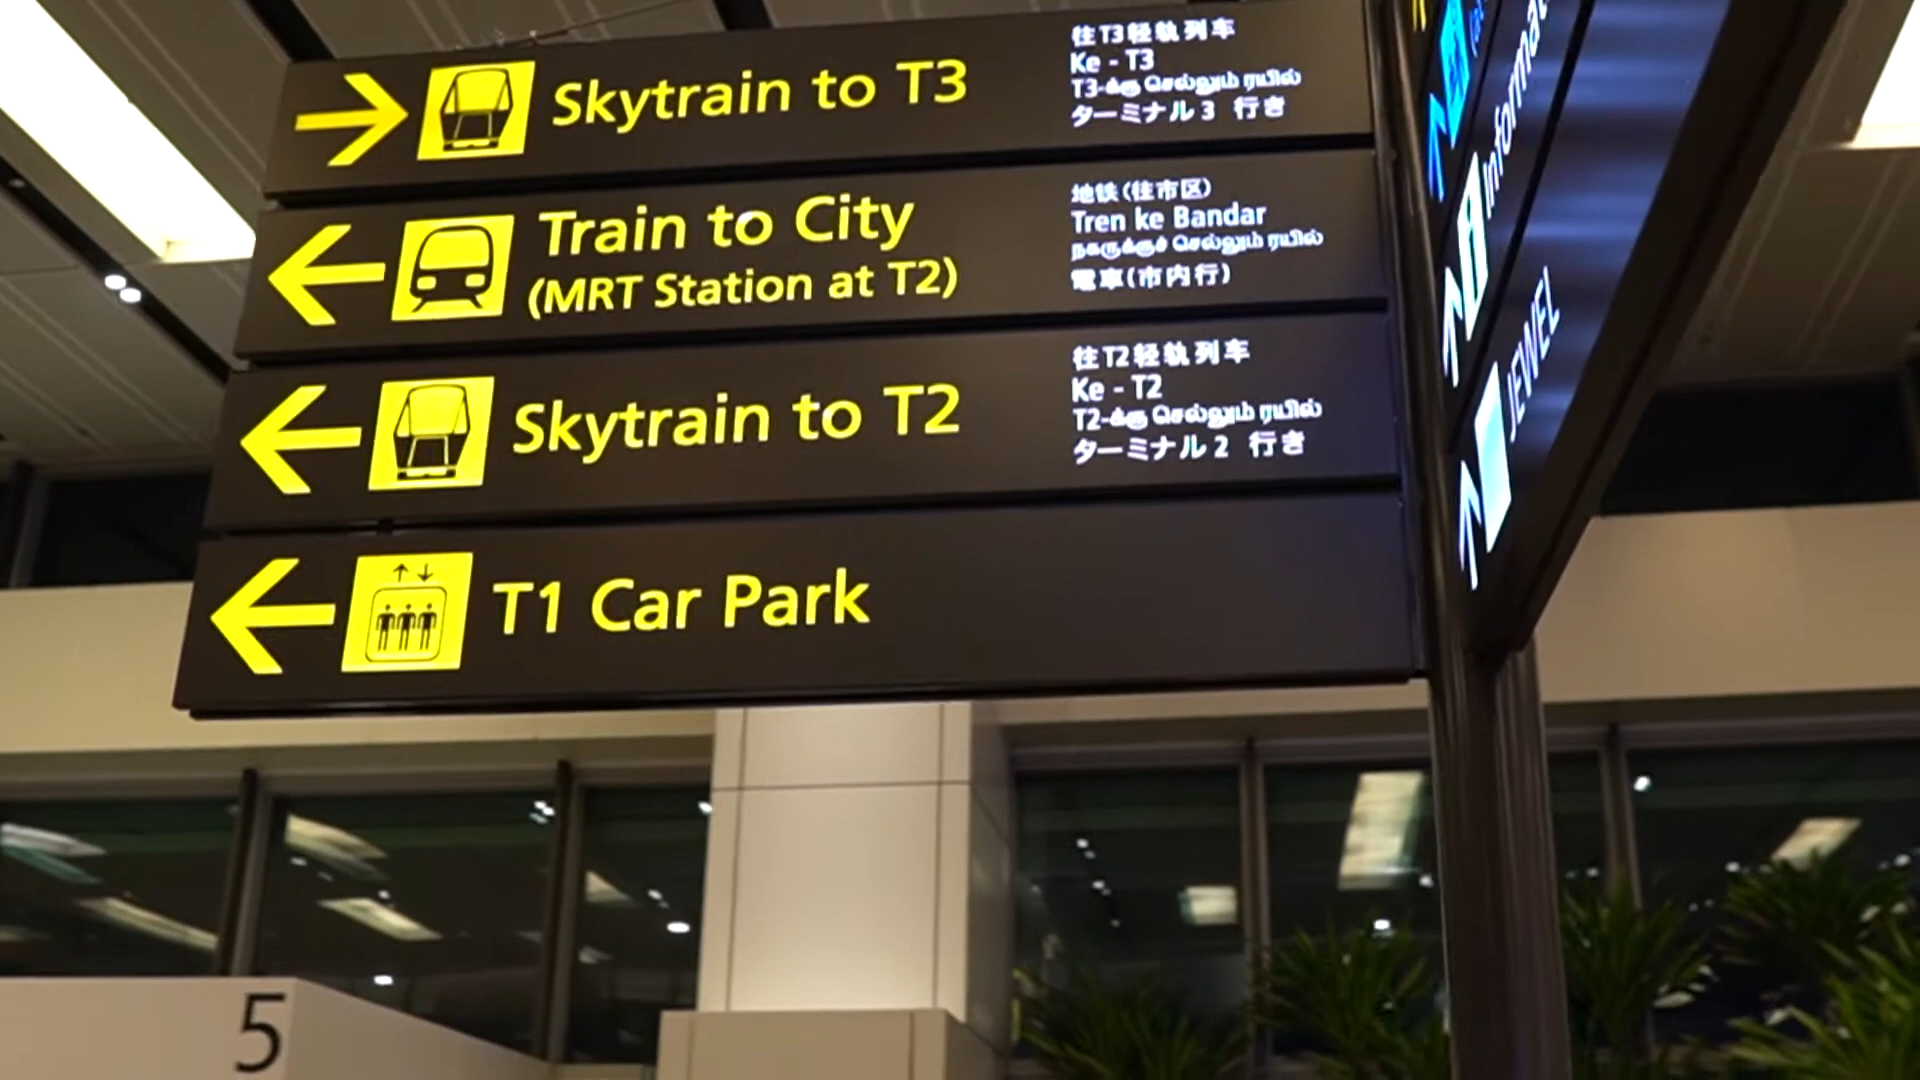 Skytrain to T3
往T3轻轨列车
Ke - T3
T3-க்கு செல்லும் ரயில்
ターミナル 3 行き
Train to City
(MRT Station at T2)
地铁(往市区)
Tren ke Bandar
நகருக்குச் செல்லும் ரயில்
電車(市内行)
Skytrain to T2
往T2轻轨列车
Ke - T2
T2-க்கு செல்லும் ரயில்
ターミナル 2 行き
T1 Car Park
JEWEL
5